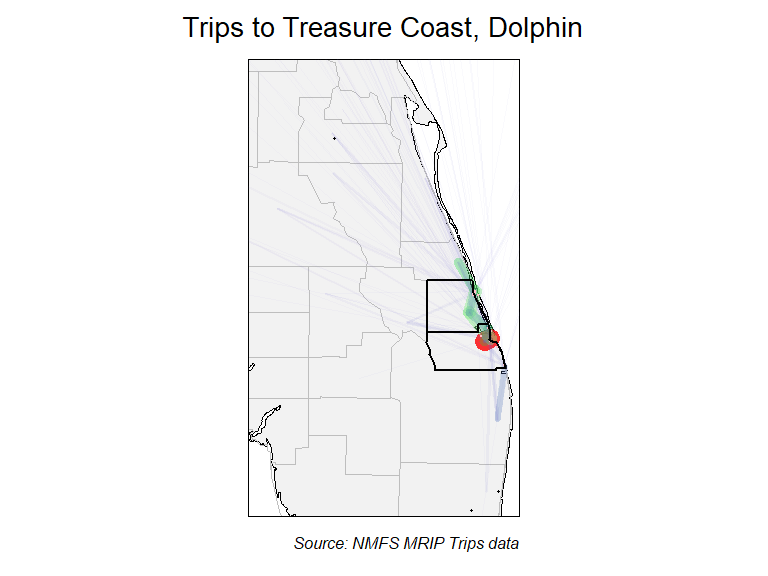 Trips to Treasure Coast, Dolphin
Source: NMFS MRIP Trips data